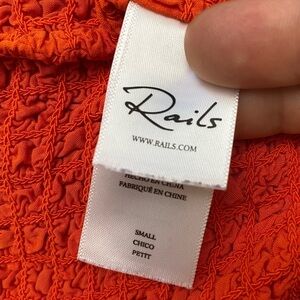 Rails
WWW.RAILS.COM
HECHO EN CHINA
FABRIQUÉ EN CHINE
SMALL
CHICO
PETIT